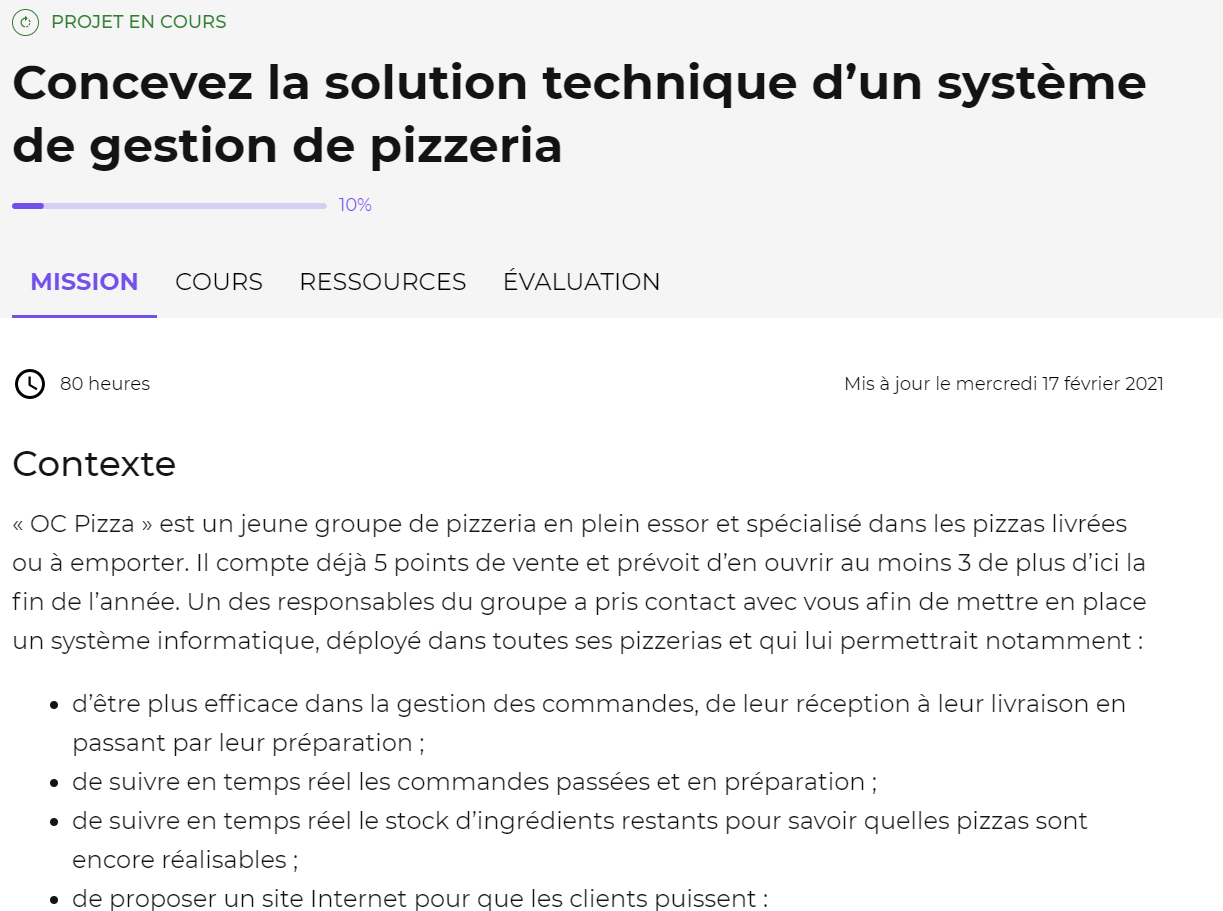 PROJET EN COURS
Concevez la solution technique d’un système
de gestion de pizzeria
10%
MISSION COURS RESSOURCES ÉVALUATION
80 heures Mis à jour le mercredi 17 février 2021
Contexte
« OC Pizza » est un jeune groupe de pizzeria en plein essor et spécialisé dans les pizzas livrées
ou à emporter. Il compte déjà 5 points de vente et prévoit d’en ouvrir au moins 3 de plus d’ici la
fin de l’année. Un des responsables du groupe a pris contact avec vous afin de mettre en place
un système informatique, déployé dans toutes ses pizzerias et qui lui permettrait notamment :
• d’être plus efficace dans la gestion des commandes, de leur réception à leur livraison en
passant par leur préparation ;
• de suivre en temps réel les commandes passées et en préparation ;
• de suivre en temps réel le stock d’ingrédients restants pour savoir quelles pizzas sont
encore réalisables ;
• de proposer un site Internet pour que les clients puissent :